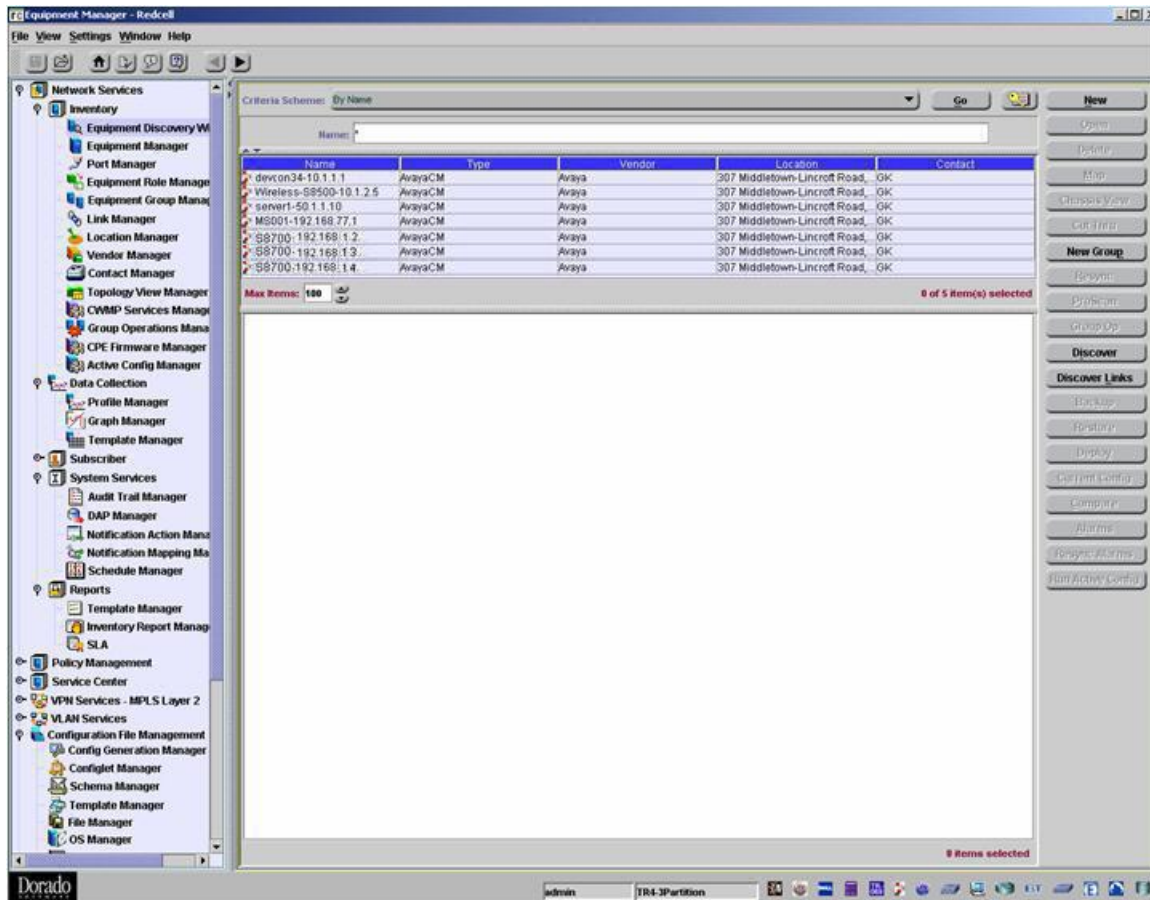 Equipment Manager - Redcell
File View Settings Window Help
Network Services
Inventory
Equipment Discovery Wi
Equipment Manager
Port Manager
Equipment Role Manage
Equipment Group Manag
Link Manager
Location Manager
Vendor Manager
Contact Manager
Topology View Manager
CWMP Services Manage
Group Operations Mana
CPE Firmware Manager
Active Config Manager
Data Collection
Profile Manager
Graph Manager
Template Manager
Subscriber
System Services
Audit Trail Manager
DAP Manager
Notification Action Mana
Notification Mapping Ma
Schedule Manager
Reports
Template Manager
Inventory Report Manag
SLA
Policy Management
Service Center
VPN Services - MPLS Layer 2
VLAN Services
Configuration File Management
Config Generation Manager
Configlet Manager
Schema Manager
Template Manager
File Manager
OS Manager
Criteria Scheme: By Name Go
Name: *
Name Type Vendor Location Contact
devcon34-10.1.1.1 AvayaCM Avaya 307 Middletown-Lincroft Road, ... GK
Wireless-S8500-10.1.2.5 AvayaCM Avaya 307 Middletown-Lincroft Road, ... GK
server1-50.1.1.10 AvayaCM Avaya 307 Middletown-Lincroft Road, ... GK
MS001-192.168.77.1 AvayaCM Avaya 307 Middletown-Lincroft Road, ... GK
S8700-192.168.1.2. AvayaCM Avaya 307 Middletown-Lincroft Road, ... GK
S8700-192.168.1.3. AvayaCM Avaya 307 Middletown-Lincroft Road, ... GK
S8700-192.168.1.4. AvayaCM Avaya 307 Middletown-Lincroft Road, ... GK
Max Items: 100 0 of 5 item(s) selected
0 items selected
New
Open
Delete
Map
Chassis View
Cut Thru
New Group
Resync
ProScan
Group Op
Discover
Discover Links
Backup
Restore
Deploy
Current Config
Compare
Alarms
Resync Alarms
Run Active Config
Dorado
SOFTWARE
admin TR4-3Partition